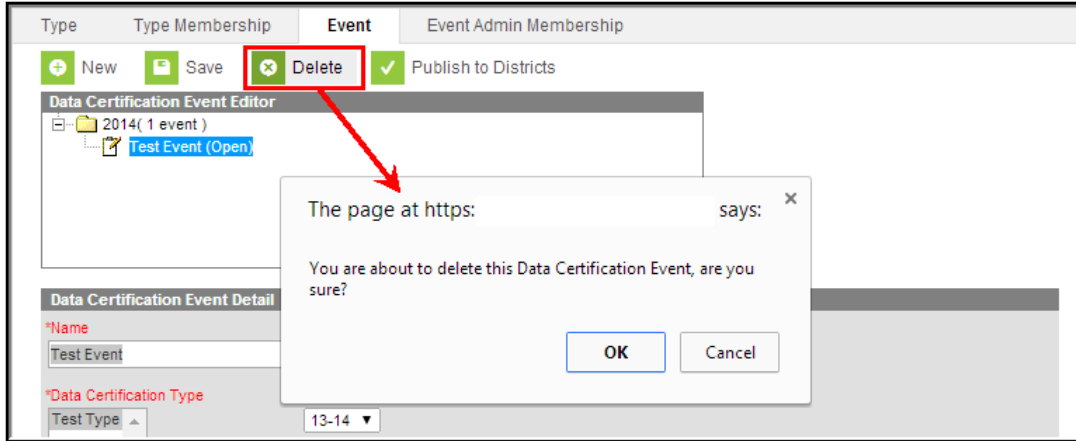 Type Type Membership Event Event Admin Membership
New Save Delete Publish to Districts
Data Certification Event Editor
2014( 1 event )
Test Event (Open)
The page at https: says:
You are about to delete this Data Certification Event, are you
sure?
OK Cancel
Data Certification Event Detail
*Name
Test Event
*Data Certification Type
Test Type 13-14